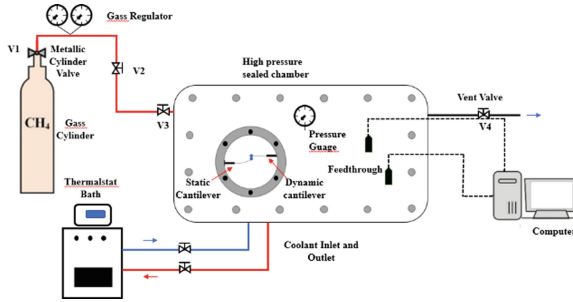 Gass Regulator
V1
Metallic
Cylinder
Valve
V2
High pressure
sealed chamber
Vent Valve
CH4
Gass
Cylinder
V3
Pressure
Guage
V4
Feedthrough
Static
Cantilever
Dynamic
cantilever
Thermalstat
Bath
Computer
Coolant Inlet and
Outlet